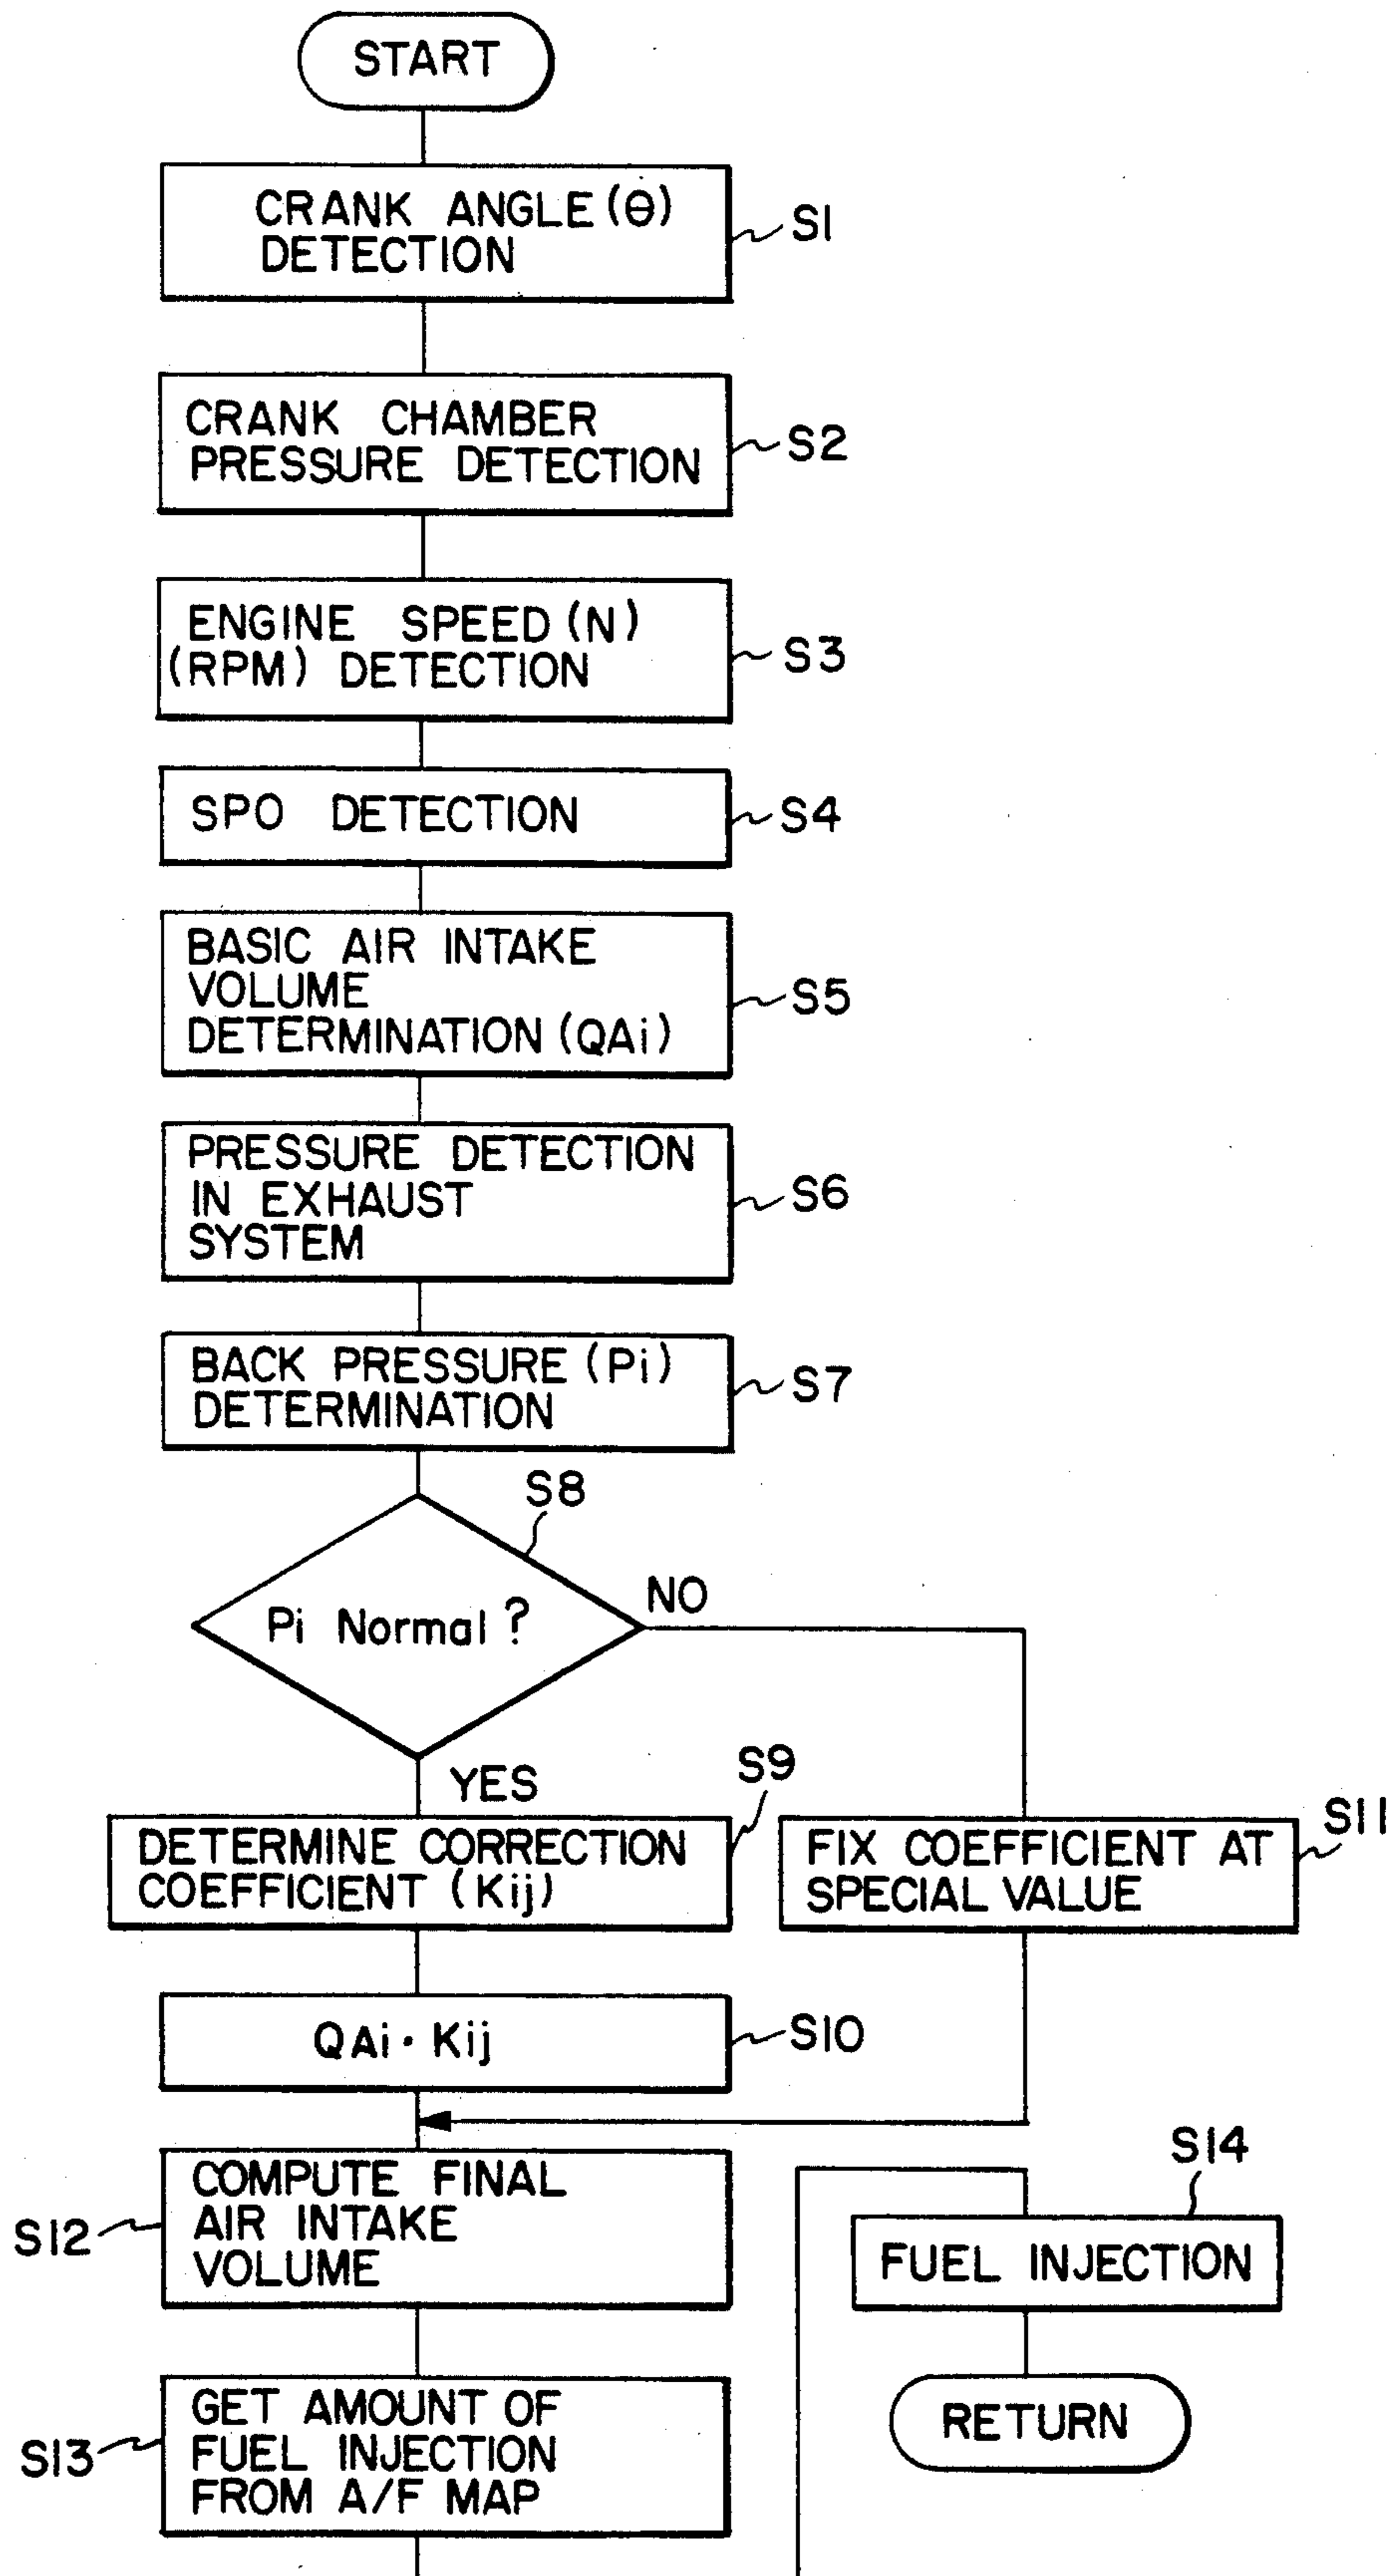 START
CRANK ANGLE (θ)
DETECTION
S1
CRANK CHAMBER
PRESSURE DETECTION
S2
ENGINE SPEED (N)
(RPM) DETECTION
S3
SPO DETECTION
S4
BASIC AIR INTAKE
VOLUME
DETERMINATION (QAi)
S5
PRESSURE DETECTION
IN EXHAUST
SYSTEM
S6
BACK PRESSURE (Pi)
DETERMINATION
S7
S8
Pi Normal ?
NO
YES
S9
DETERMINE CORRECTION
COEFFICIENT (Kij)
FIX COEFFICIENT AT
SPECIAL VALUE
S11
QAi · Kij
S10
S12
COMPUTE FINAL
AIR INTAKE
VOLUME
S14
FUEL INJECTION
S13
GET AMOUNT OF
FUEL INJECTION
FROM A/F MAP
RETURN